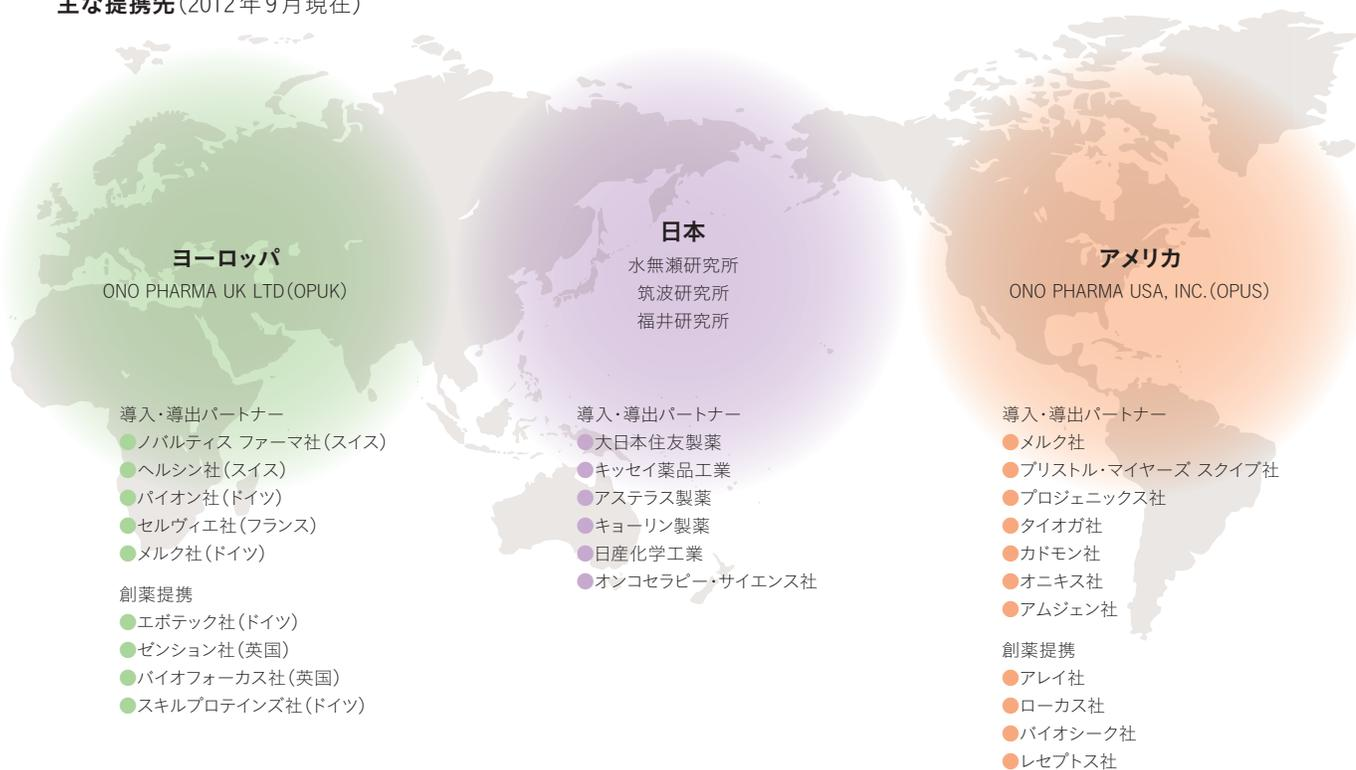 主な提携先（2012年9月現在）
ヨーロッパ
ONO PHARMA UK LTD（OPUK）
導入・導出パートナー
●ノバルティス ファーマ社（スイス）
●ヘルシン社（スイス）
●パイオン社（ドイツ）
●セルヴィエ社（フランス）
●メルク社（ドイツ）
創薬提携
●エボテック社（ドイツ）
●ゼンション社（英国）
●バイオフォーカス社（英国）
●スキルプロテインズ社（ドイツ）
日本
水無瀬研究所
筑波研究所
福井研究所
導入・導出パートナー
●大日本住友製薬
●キッセイ薬品工業
●アステラス製薬
●キョーリン製薬
●日産化学工業
●オンコセラピー・サイエンス社
アメリカ
ONO PHARMA USA, INC.（OPUS）
導入・導出パートナー
●メルク社
●ブリストル・マイヤーズ スクイブ社
●プロジェニックス社
●タイオガ社
●カドモン社
●オニキス社
●アムジェン社
創薬提携
●アレイ社
●ローカス社
●バイオシーク社
●レセプトス社